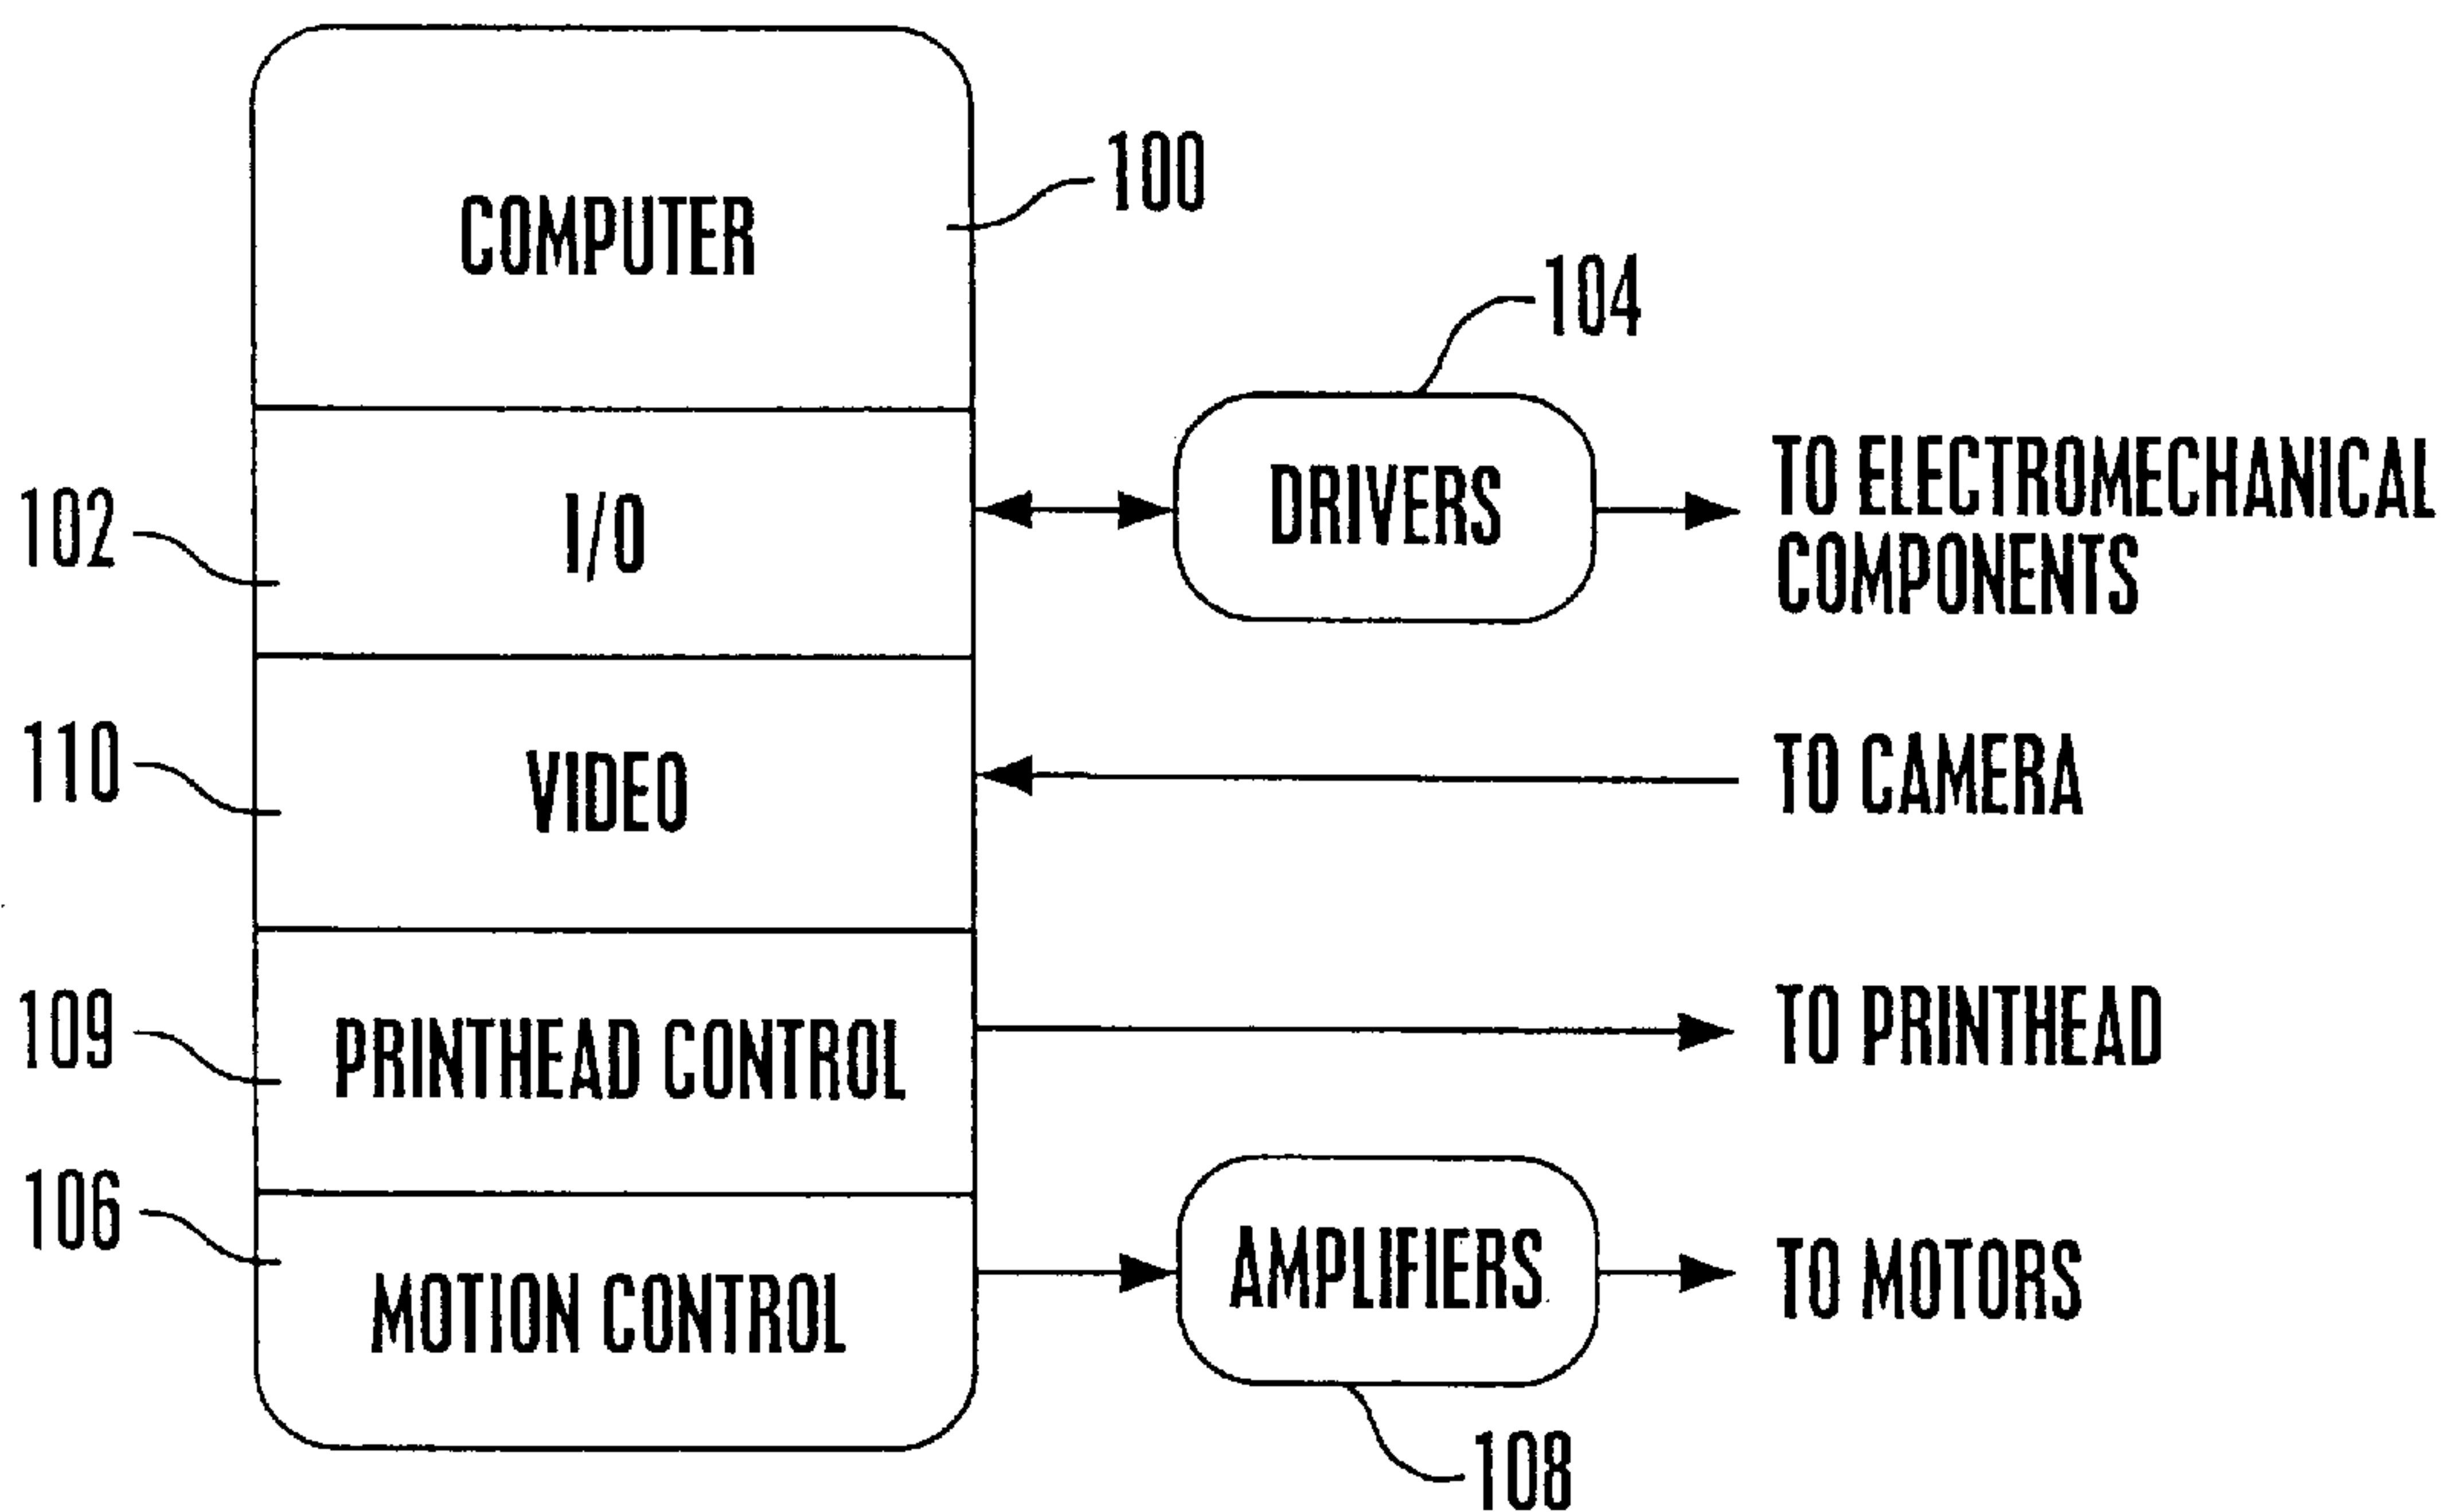 COMPUTER
100
104
102
I/O
DRIVERS
TO ELECTROMECHANICAL
COMPONENTS
110
VIDEO
TO CAMERA
109
PRINTHEAD CONTROL
TO PRINTHEAD
106
MOTION CONTROL
AMPLIFIERS
TO MOTORS
108